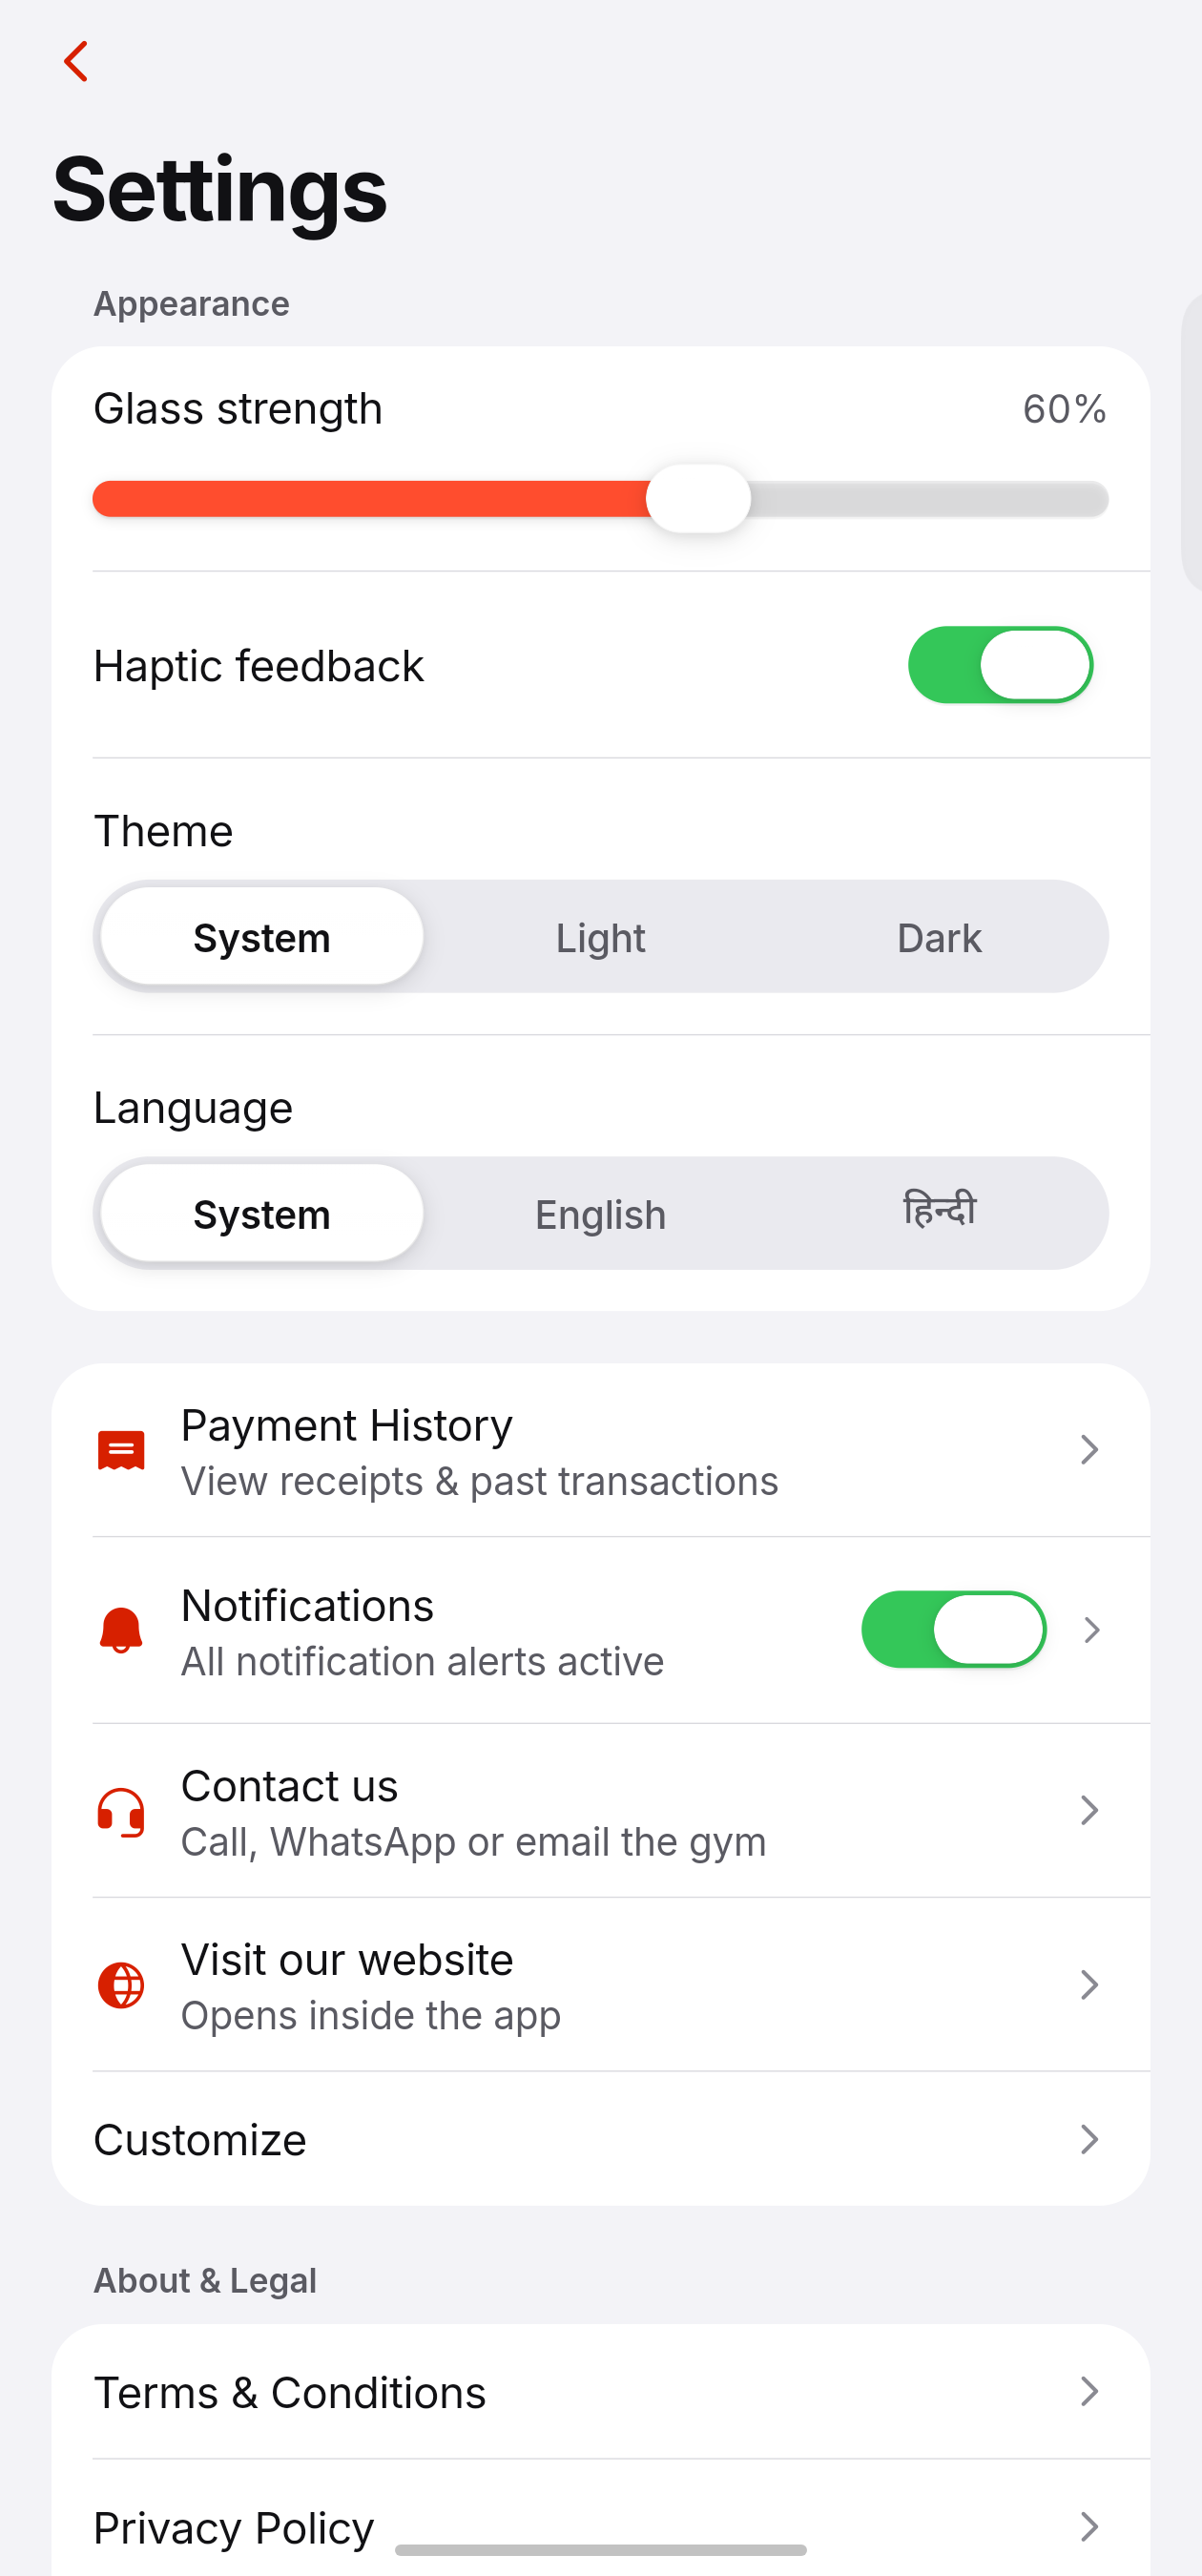 Settings
Appearance
Glass strength
60%
Haptic feedback
Theme
System
Light
Dark
Language
System
English
हिन्दी
Payment History
View receipts & past transactions
Notifications
All notification alerts active
Contact us
Call, WhatsApp or email the gym
Visit our website
Opens inside the app
Customize
About & Legal
Terms & Conditions
Privacy Policy